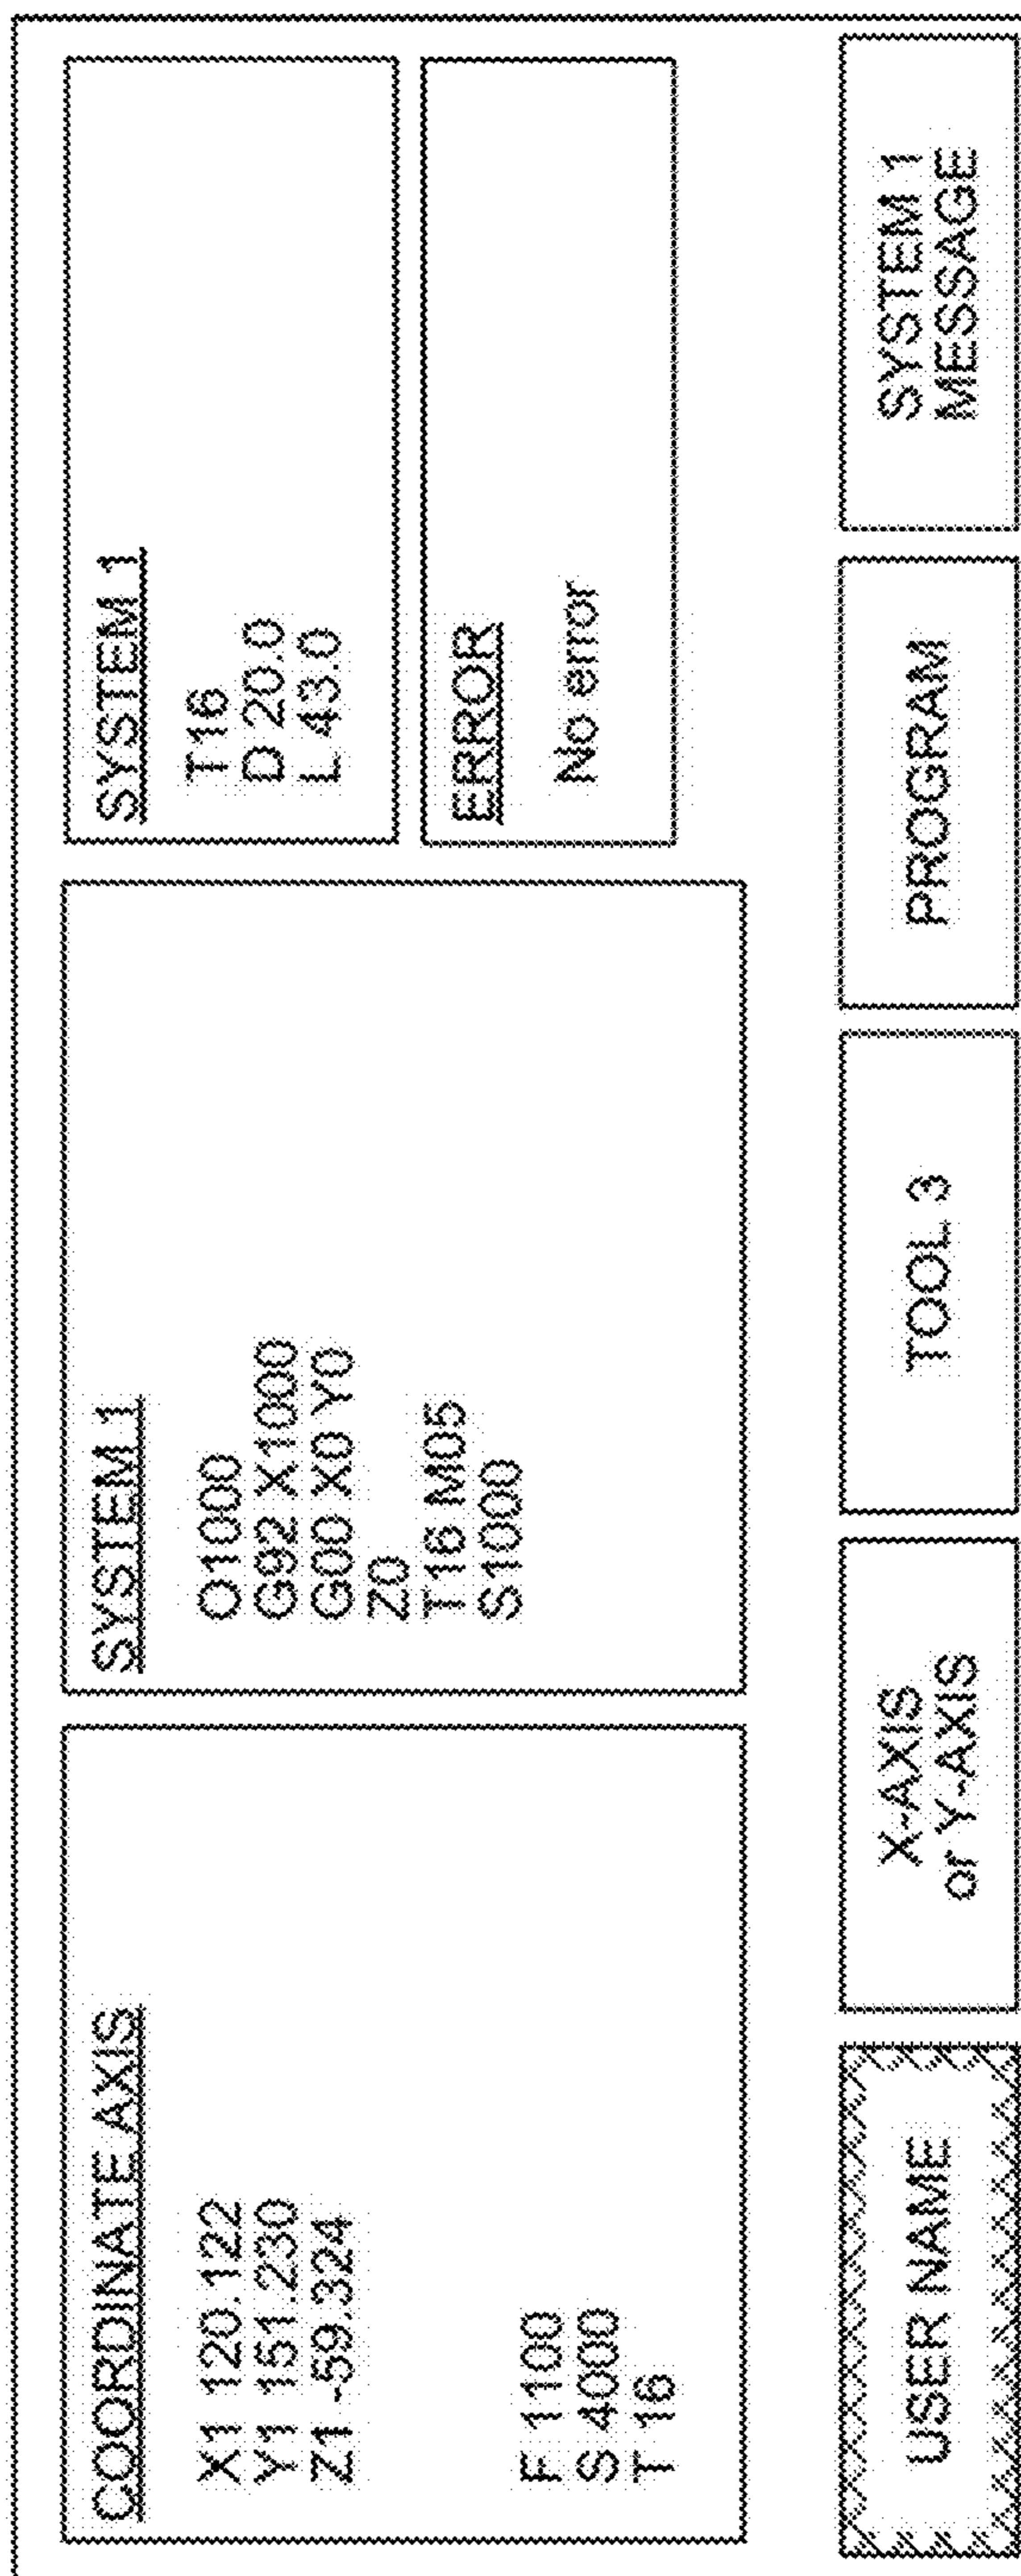 COORDINATE AXIS
X1 120.122
Y1 151.230
Z1 -59.324
F 1100
S 4000
T 16
SYSTEM 1
O1000
G92 X1000
G00 X0 Y0
Z0
T16 M05
S1000
SYSTEM 1
T16
D 20.0
L 43.0
ERROR
No error
USER NAME
X-AXIS
or Y-AXIS
TOOL 3
PROGRAM
SYSTEM 1
MESSAGE